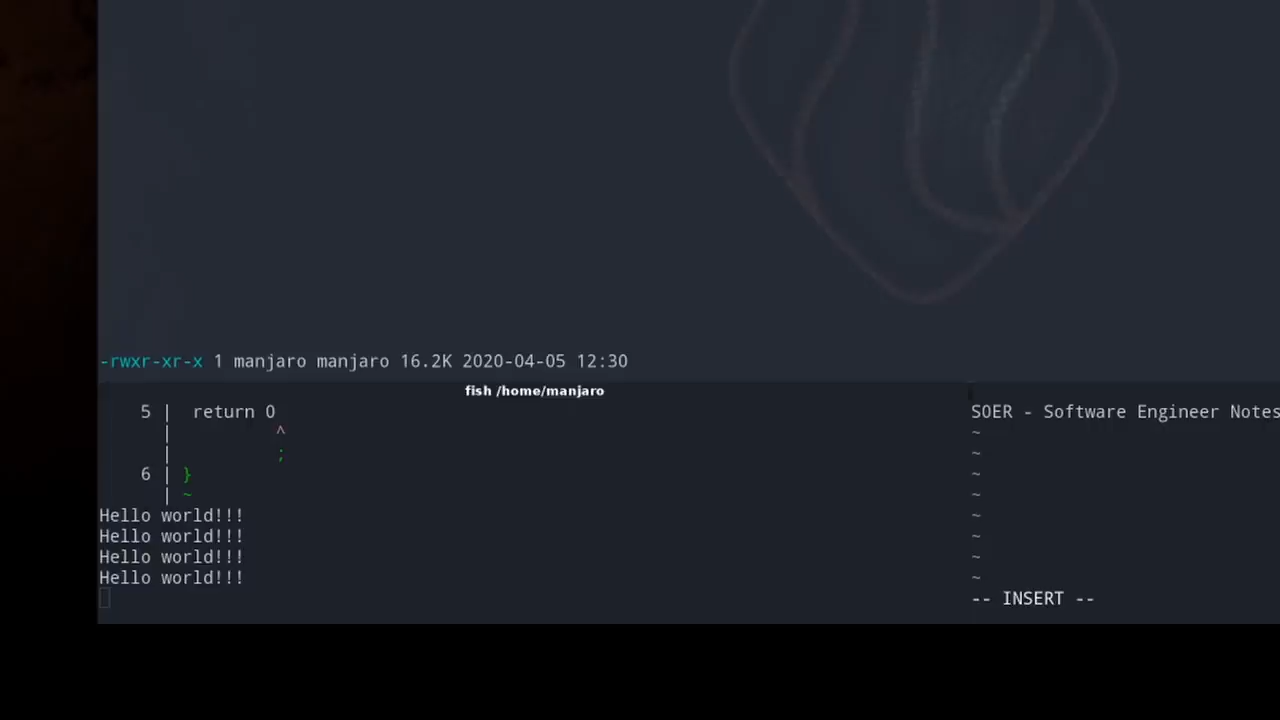 -rwxr-xr-x 1 manjaro manjaro 16.2K 2020-04-05 12:30
fish /home/manjaro
5 | return 0
| ^
| ;
6 | }
| ~
Hello world!!!
Hello world!!!
Hello world!!!
Hello world!!!
SOER - Software Engineer Notes
~
~
~
~
~
~
~
~
-- INSERT --